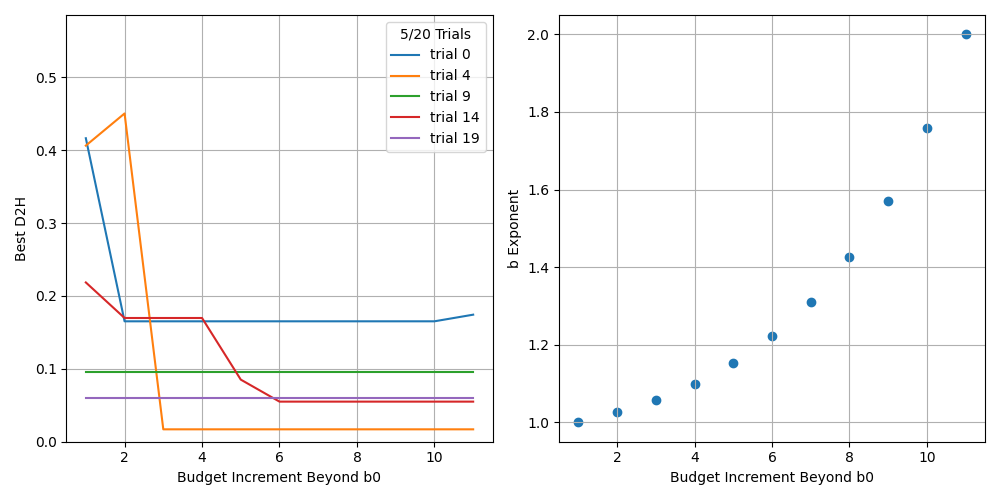 5/20 Trials
trial 0
trial 4
trial 9
trial 14
trial 19
0.5
0.4
0.3
0.2
0.1
0.0
Best D2H
2 4 6 8 10
Budget Increment Beyond b0
2.0
1.8
1.6
1.4
1.2
1.0
b Exponent
2 4 6 8 10
Budget Increment Beyond b0